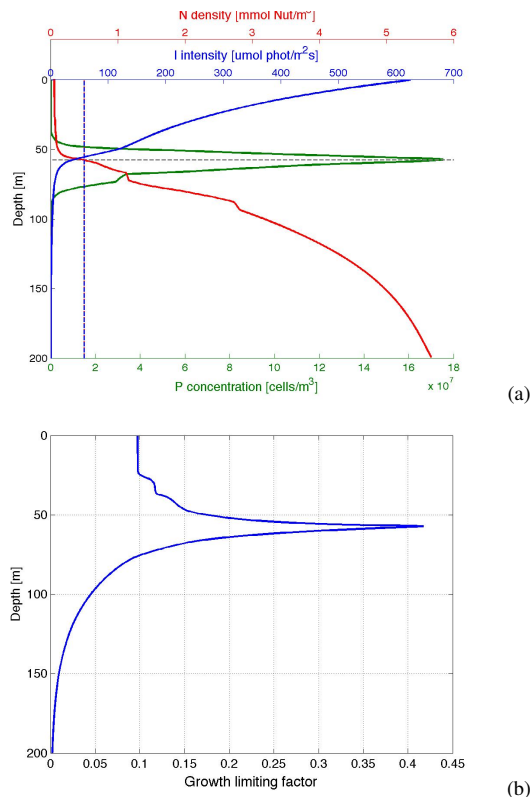 N density [mmol Nut/m~]
0 1 2 3 4 5 6
I intensity [umol phot/m²s]
0 100 200 300 400 500 600 700
0
50
100
150
200
Depth [m]
0 2 4 6 8 10 12 14 16 18
P concentration [cells/m³]
x 10⁷
(a)
0
50
100
150
200
Depth [m]
0 0.05 0.1 0.15 0.2 0.25 0.3 0.35 0.4 0.45
Growth limiting factor
(b)